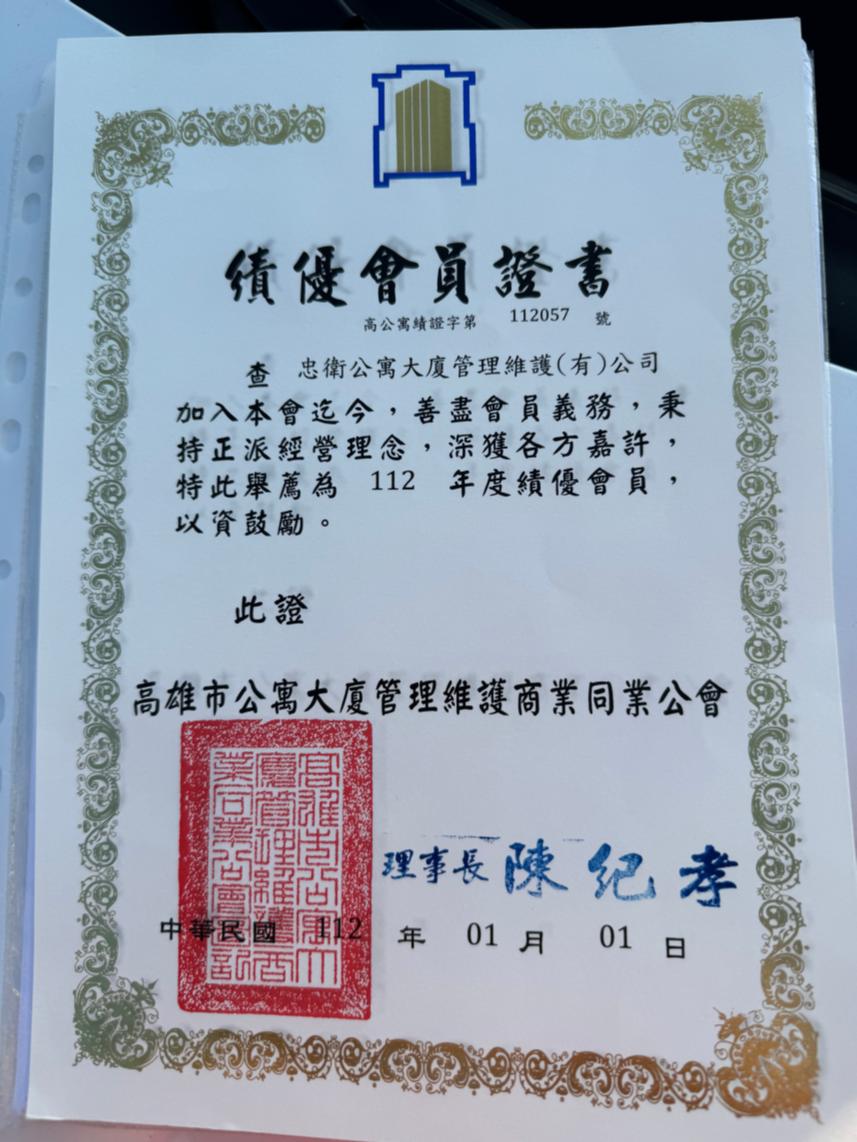 績優會員證書
高公寓績證字第 112057 號
查 忠衛公寓大廈管理維護(有)公司
加入本會迄今，善盡會員義務，秉
持正派經營理念，深獲各方嘉許，
特此舉薦為 112 年度績優會員，
以資鼓勵。
此證
高雄市公寓大廈管理維護商業同業公會
理事長 陳紀孝
中華民國 112 年 01 月 01 日